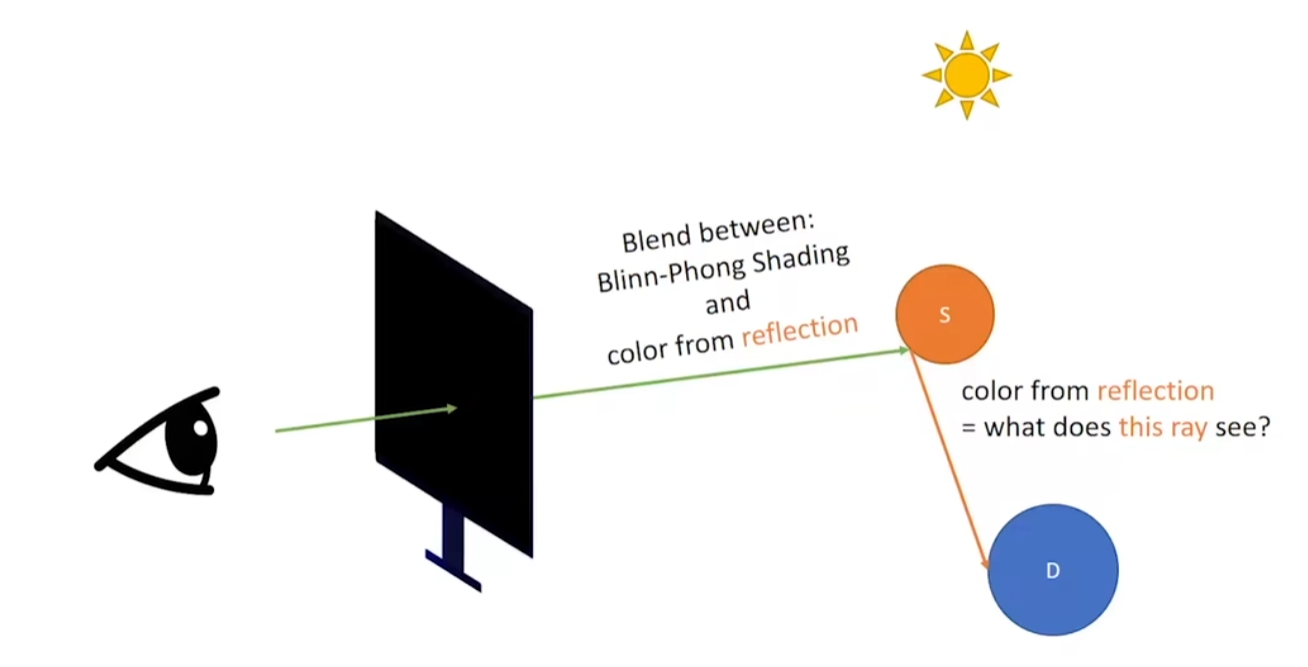 Blend between:
Blinn-Phong Shading
and
color from reflection
S
color from reflection
= what does this ray see?
D